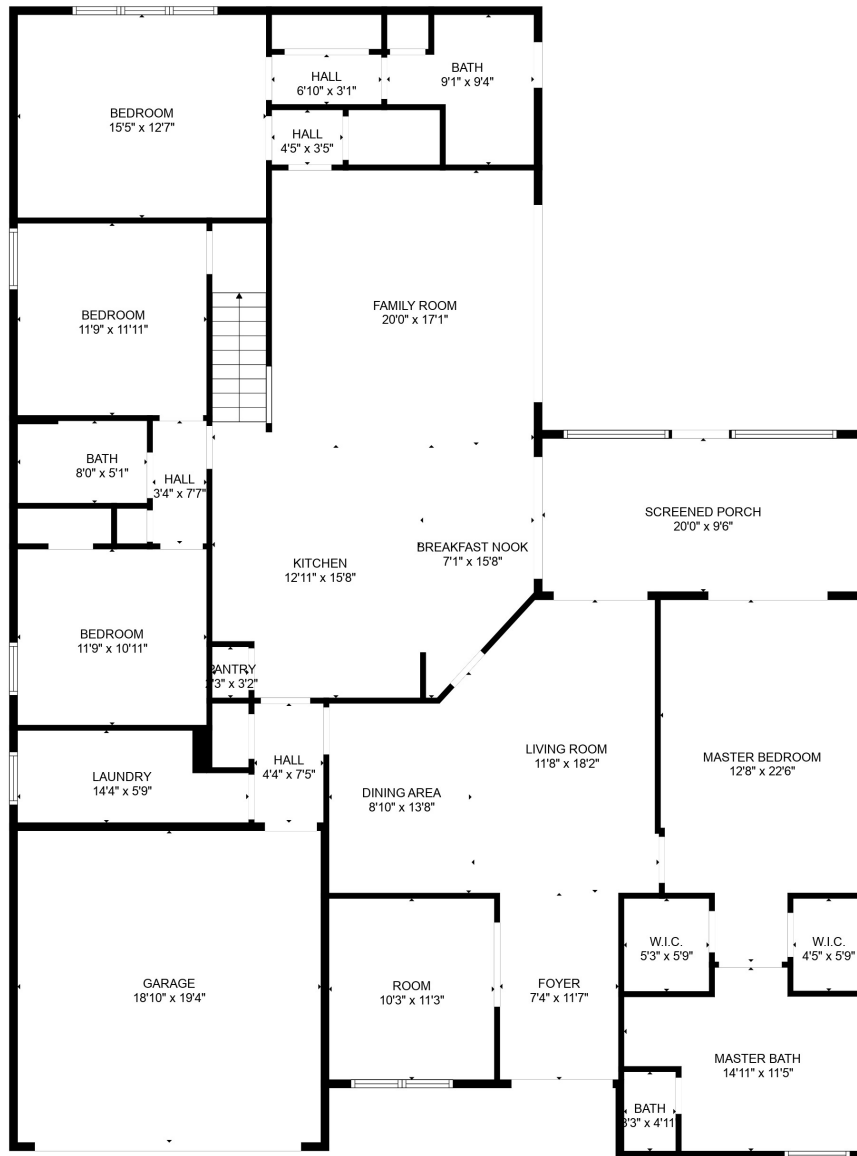 HALL
6'10" x 3'1"
BATH
9'1" x 9'4"
BEDROOM
15'5" x 12'7"
HALL
4'5" x 3'5"
FAMILY ROOM
20'0" x 17'1"
BEDROOM
11'9" x 11'11"
BATH
8'0" x 5'1"
HALL
3'4" x 7'7"
SCREENED PORCH
20'0" x 9'6"
BREAKFAST NOOK
7'1" x 15'8"
KITCHEN
12'11" x 15'8"
BEDROOM
11'9" x 10'11"
PANTRY
x 3'2"
LIVING ROOM
11'8" x 18'2"
MASTER BEDROOM
12'8" x 22'6"
HALL
4'4" x 7'5"
LAUNDRY
14'4" x 5'9"
DINING AREA
8'10" x 13'8"
W.I.C.
5'3" x 5'9"
W.I.C.
4'5" x 5'9"
GARAGE
18'10" x 19'4"
ROOM
10'3" x 11'3"
FOYER
7'4" x 11'7"
MASTER BATH
14'11" x 11'5"
BATH
x 4'11"